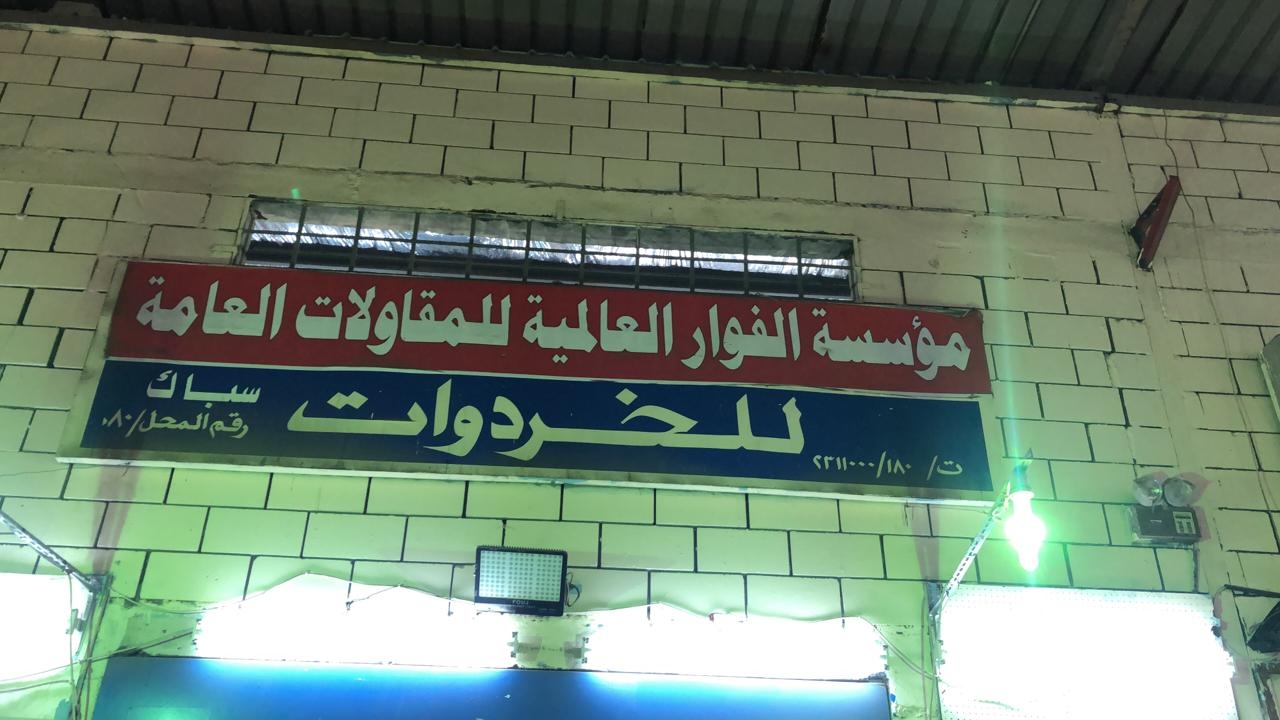 مؤسسة الفوار العالمية للمقاولات العامة
للخردوات
سباك
رقم المحل/٠٨٠
ت/ ٢٣١١٠٠٠/١٨٠